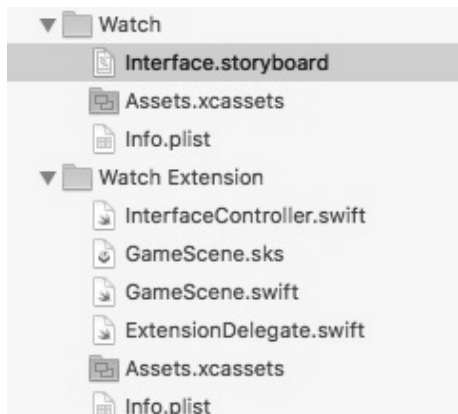 Watch
Interface.storyboard
Assets.xcassets
Info.plist
Watch Extension
InterfaceController.swift
GameScene.sks
GameScene.swift
ExtensionDelegate.swift
Assets.xcassets
Info.plist